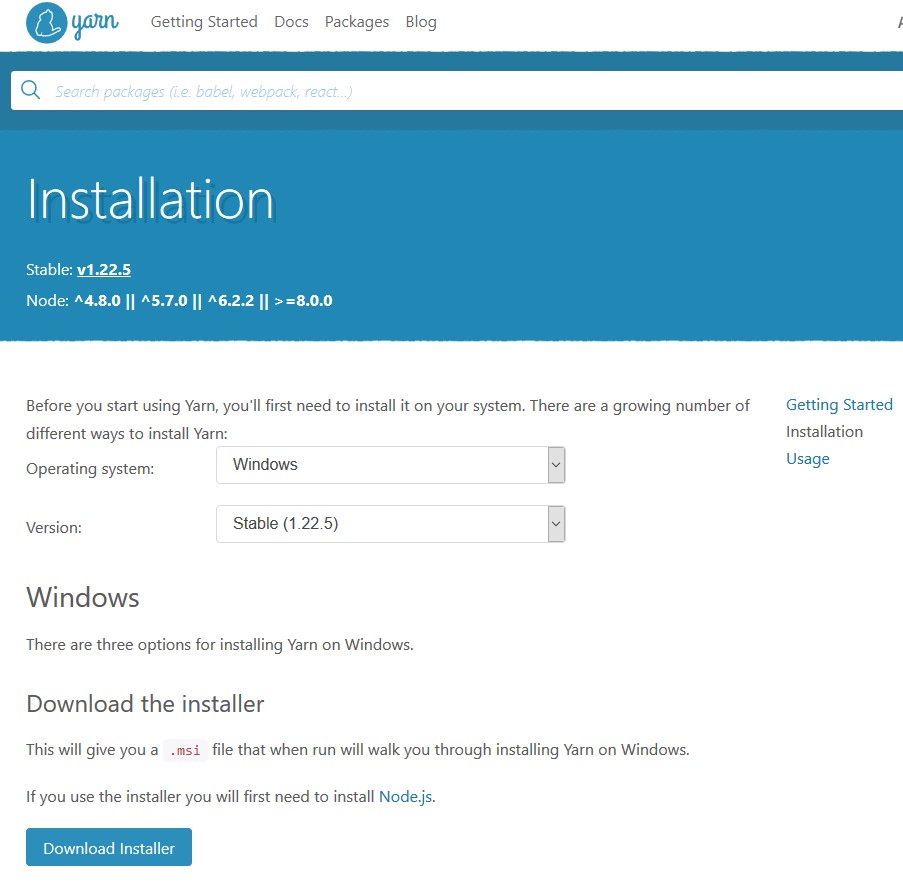 yarn Getting Started Docs Packages Blog
Search packages (i.e. babel, webpack, react...)
Installation
Stable: v1.22.5
Node: ^4.8.0 || ^5.7.0 || ^6.2.2 || >=8.0.0
Before you start using Yarn, you'll first need to install it on your system. There are a growing number of
different ways to install Yarn:
Operating system: Windows
Version: Stable (1.22.5)
Getting Started
Installation
Usage
Windows
There are three options for installing Yarn on Windows.
Download the installer
This will give you a .msi file that when run will walk you through installing Yarn on Windows.
If you use the installer you will first need to install Node.js.
Download Installer